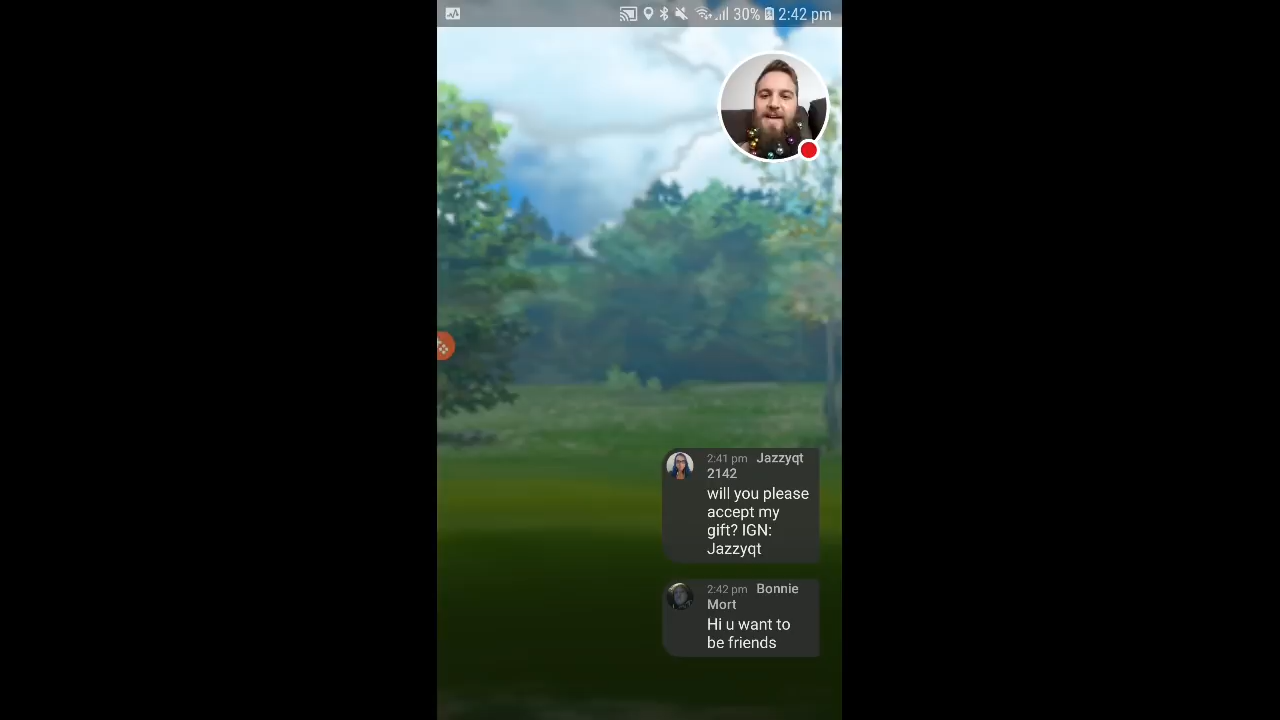 30% 2:42 pm
2:41 pm Jazzyqt
2142
will you please
accept my
gift? IGN:
Jazzyqt
2:42 pm Bonnie
Mort
Hi u want to
be friends